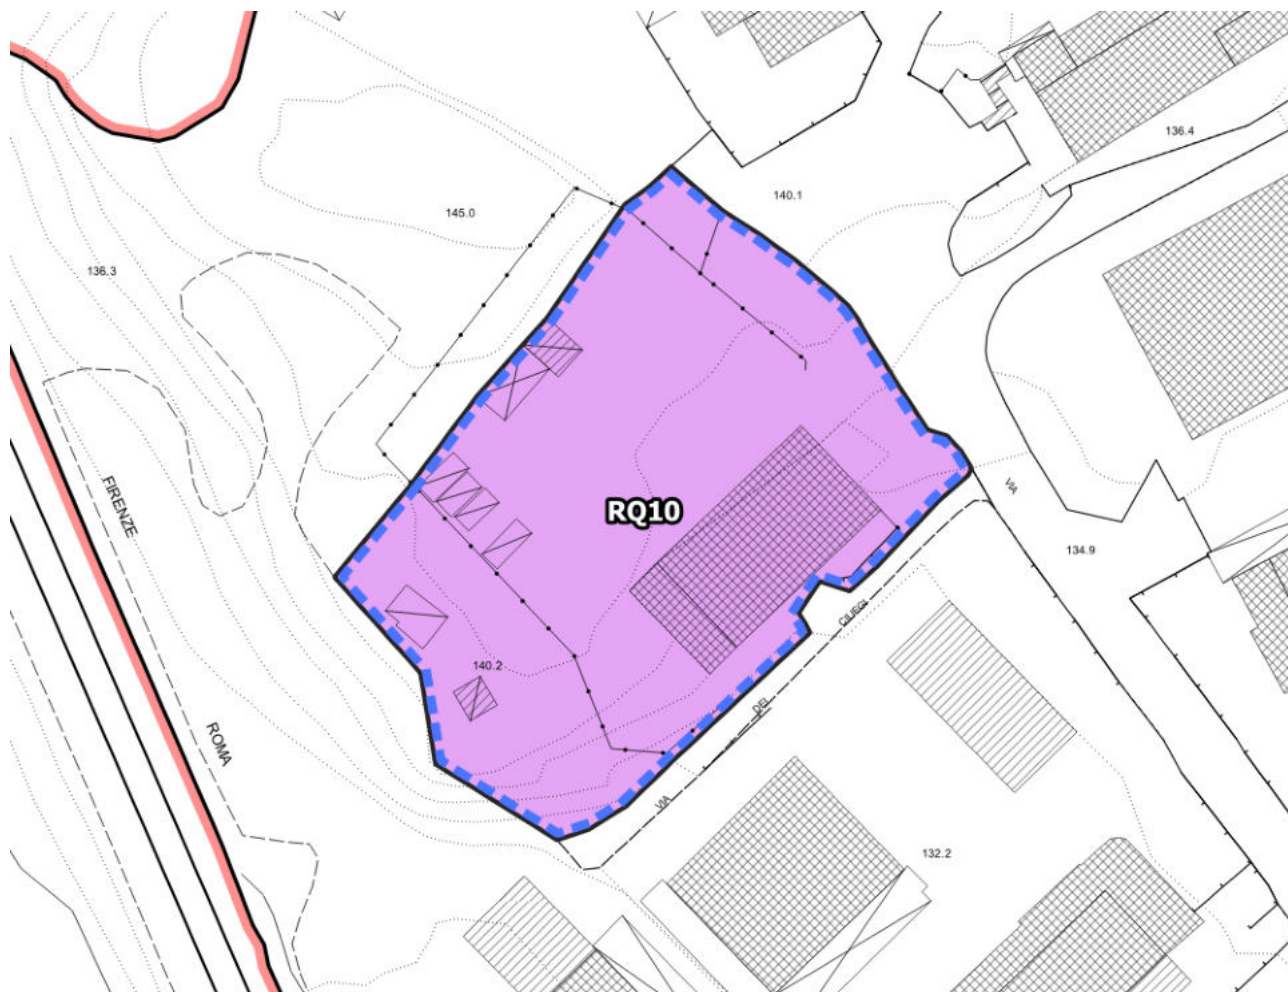 136.4
140.1
145.0
136.3
FIRENZE
VIA
RQ10
134.9
CILIEGI
140.2
DEI
ROMA
VIA
132.2